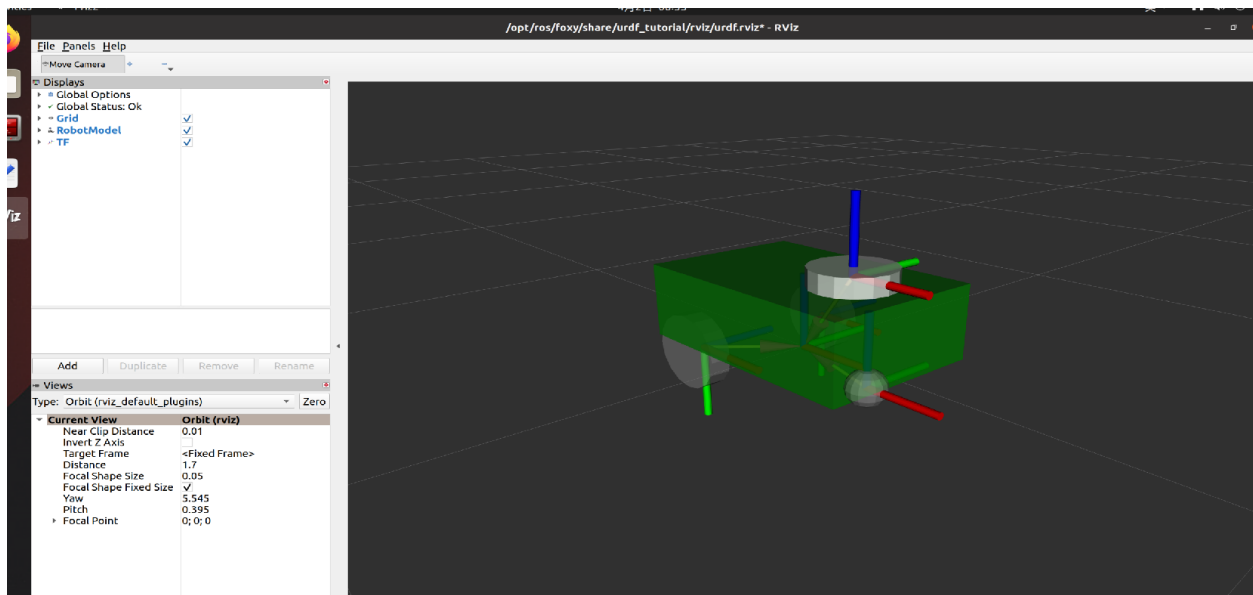 /opt/ros/foxy/share/urdf_tutorial/rviz/urdf.rviz* - RViz
File Panels Help
Move Camera
Displays
Global Options
Global Status: Ok
Grid
RobotModel
TF
Add Duplicate Remove Rename
Views
Type: Orbit (rviz_default_plugins) Zero
Current View Orbit (rviz)
Near Clip Distance 0.01
Invert Z Axis
Target Frame <Fixed Frame>
Distance 1.7
Focal Shape Size 0.05
Focal Shape Fixed Size
Yaw 5.545
Pitch 0.395
Focal Point 0; 0; 0